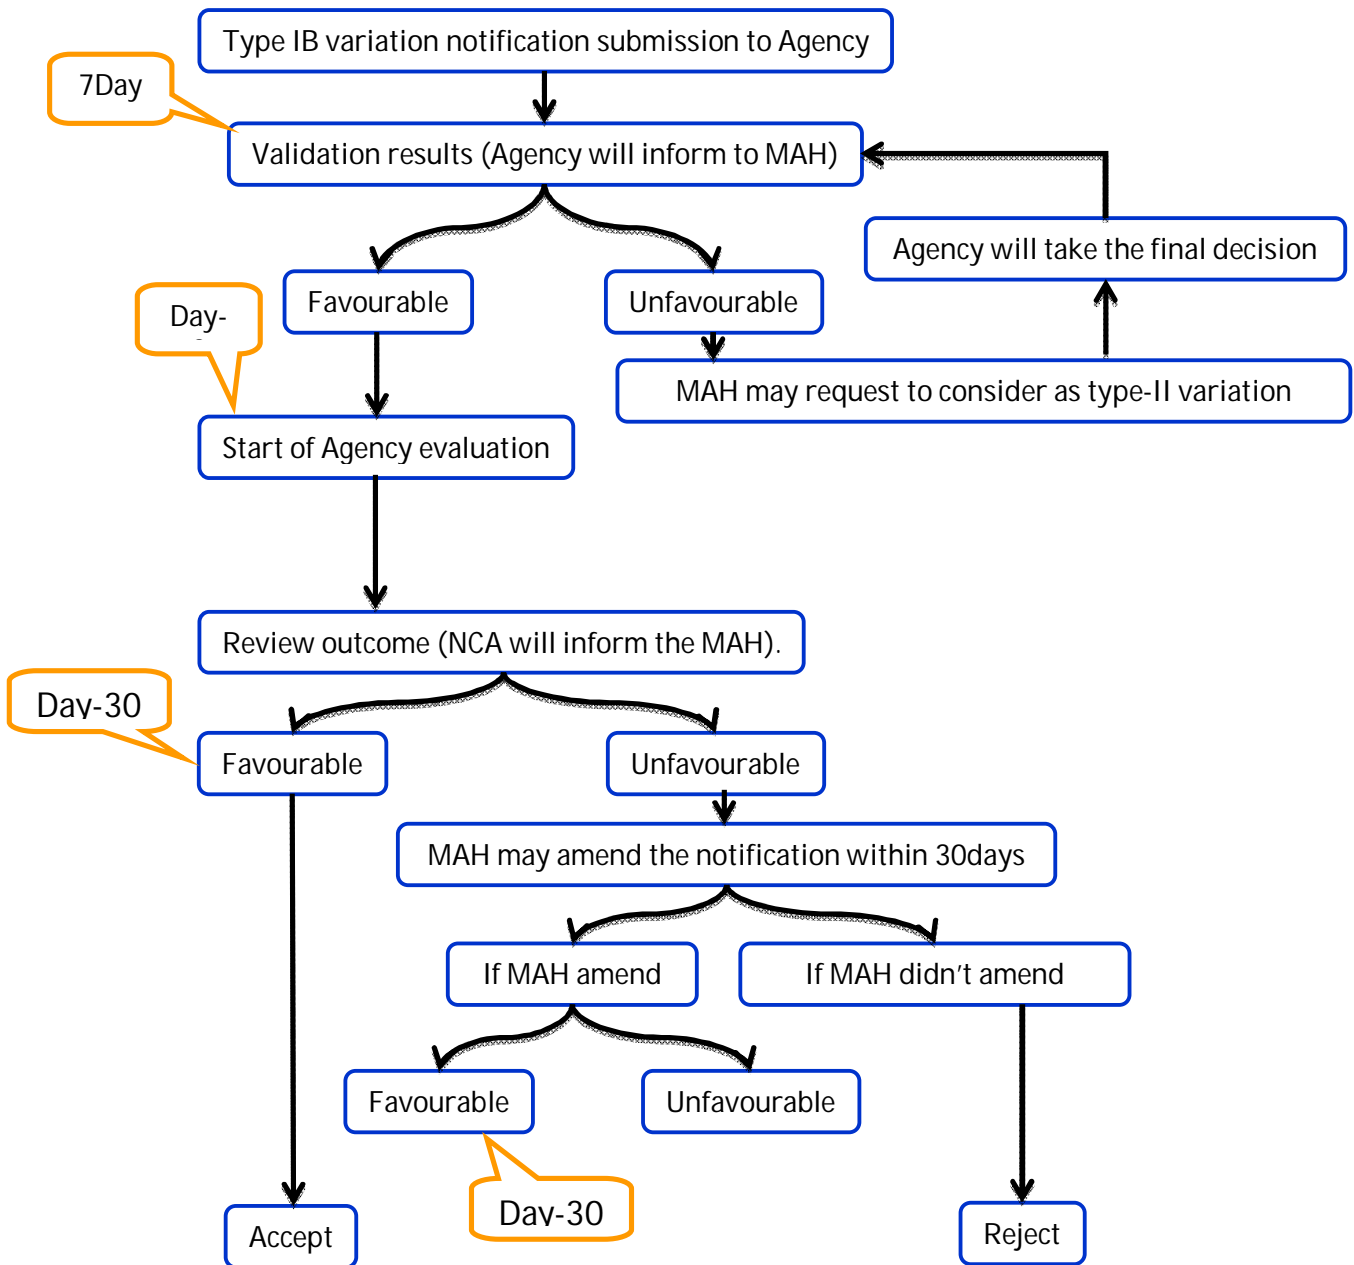 Type IB variation notification submission to Agency
7Day
Validation results (Agency will inform to MAH)
Agency will take the final decision
Favourable
Unfavourable
Day-
MAH may request to consider as type-II variation
Start of Agency evaluation
Review outcome (NCA will inform the MAH).
Day-30
Favourable
Unfavourable
MAH may amend the notification within 30days
If MAH amend
If MAH didn't amend
Favourable
Unfavourable
Day-30
Accept
Reject